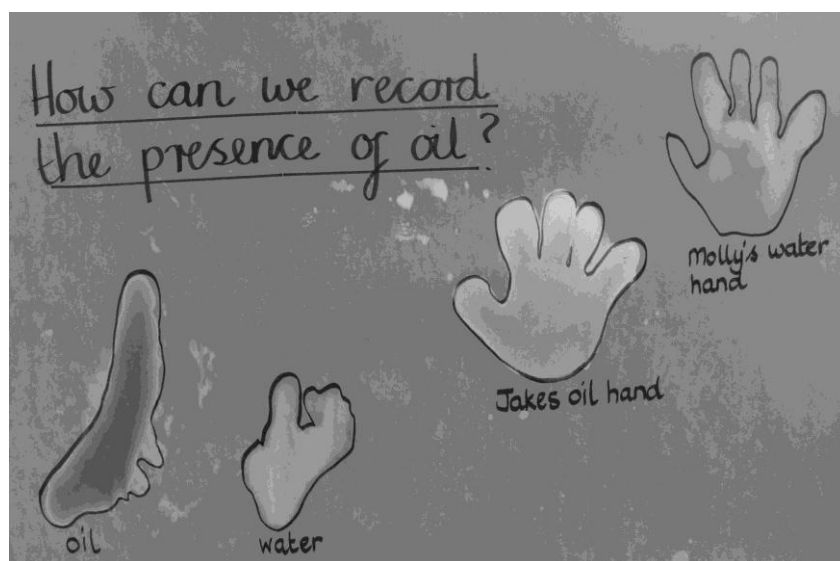 How can we record
the presence of oil?
Molly's water
hand
Jakes oil hand
oil
water